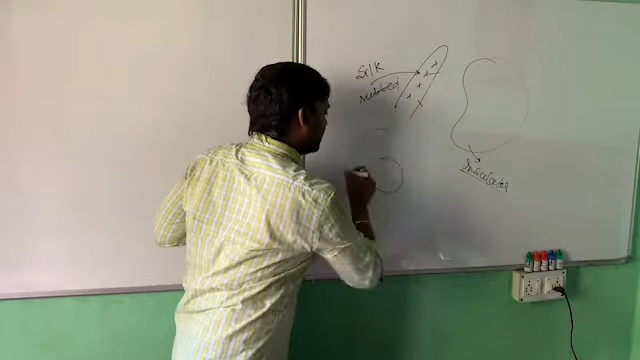 Silk
rubbed
+ + + + +
Insulator